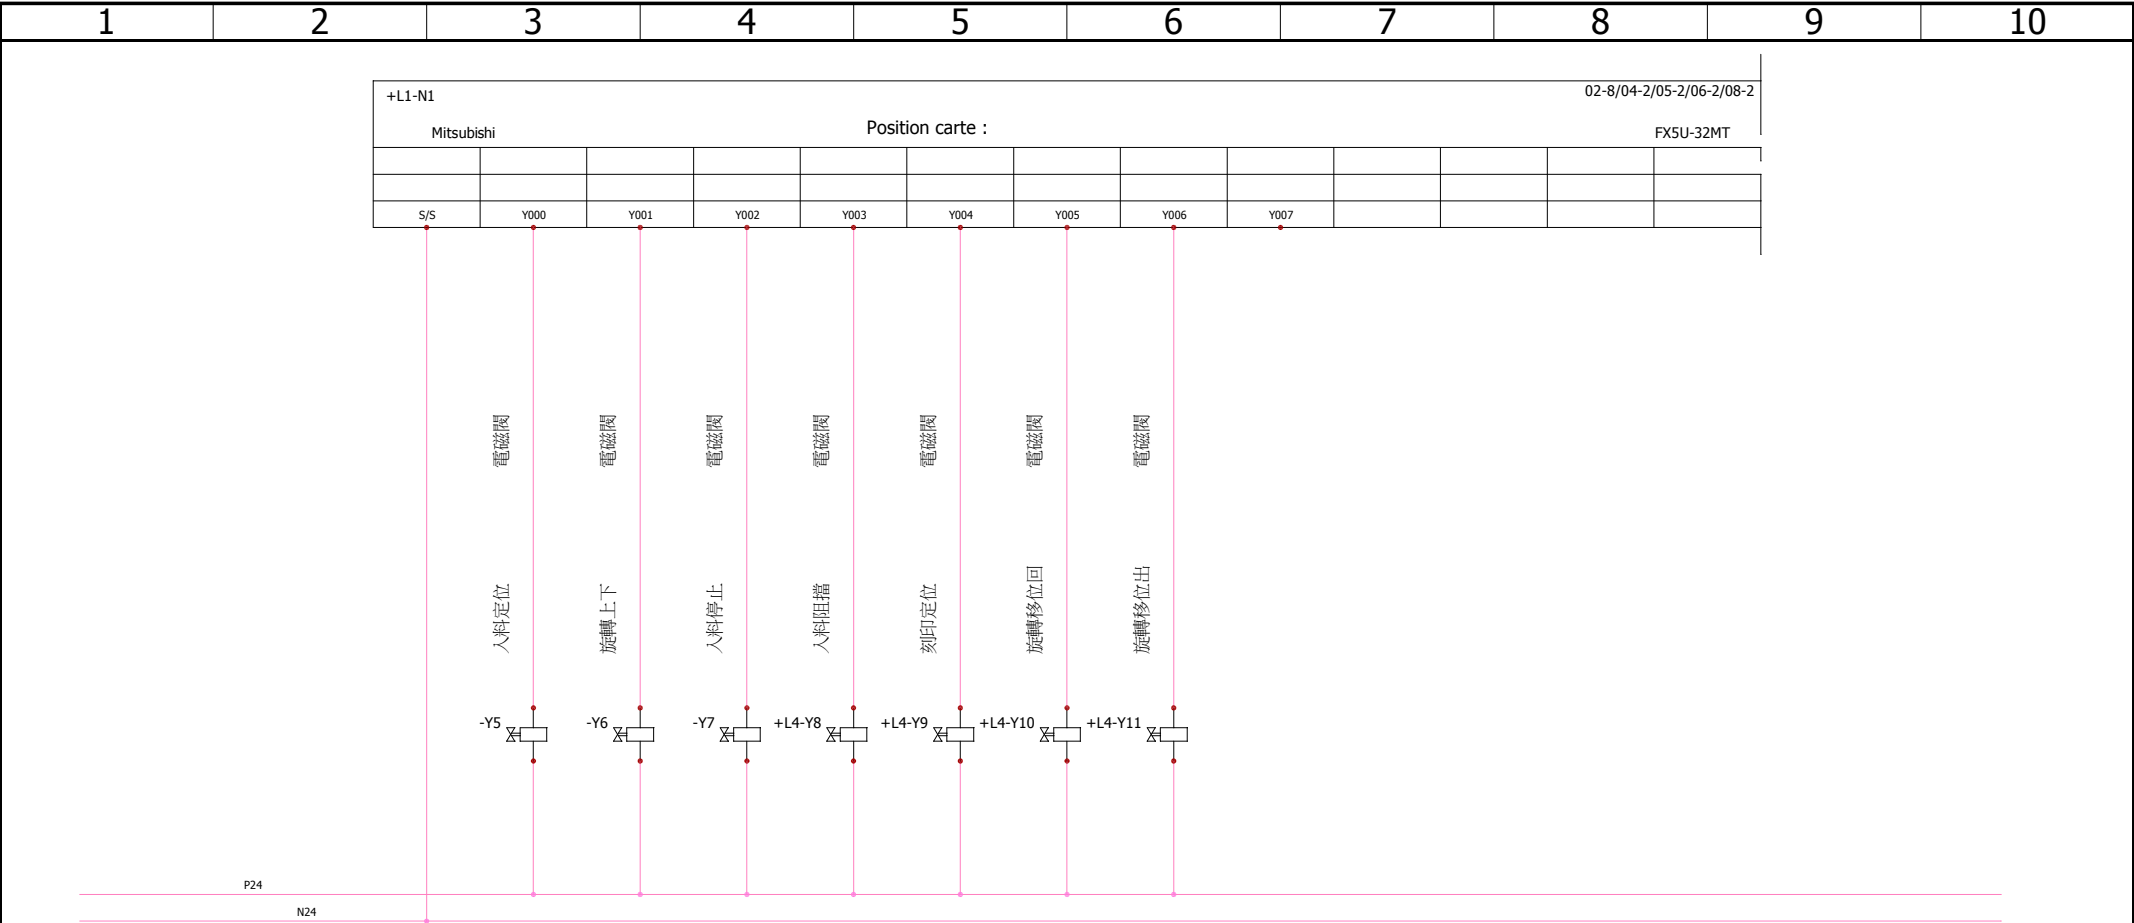 1 2 3 4 5 6 7 8 9 10
+L1-N1 02-8/04-2/05-2/06-2/08-2
Mitsubishi Position carte : FX5U-32MT
S/S Y000 Y001 Y002 Y003 Y004 Y005 Y006 Y007
電磁閥 電磁閥 電磁閥 電磁閥 電磁閥 電磁閥 電磁閥
入料定位 旋轉上下 入料停止 入料阻擋 刻印定位 旋轉移位回 旋轉移位出
-Y5 -Y6 -Y7 +L4-Y8 +L4-Y9 +L4-Y10 +L4-Y11
P24
N24